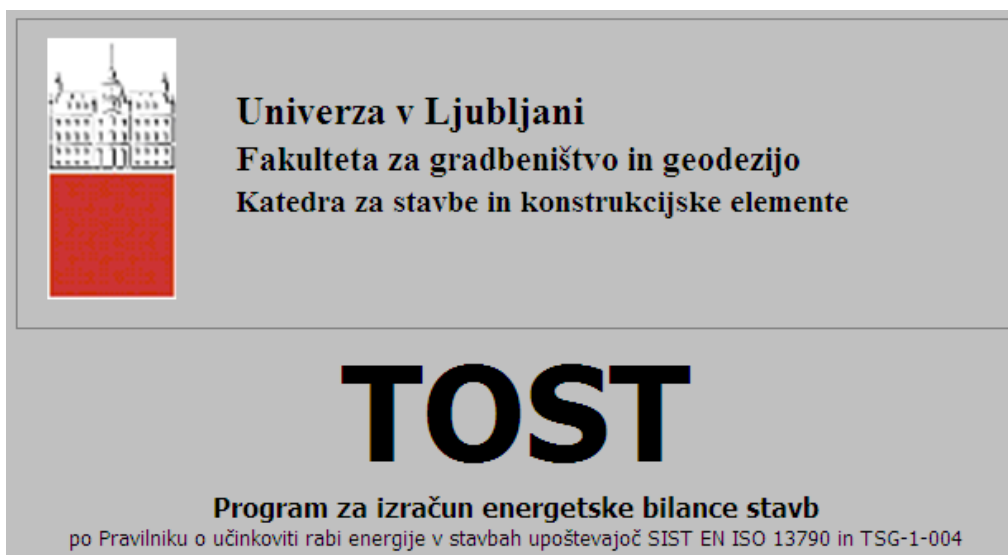 Univerza v Ljubljani
Fakulteta za gradbeništvo in geodezijo
Katedra za stavbe in konstrukcijske elemente
TOST
Program za izračun energetske bilance stavb
po Pravilniku o učinkoviti rabi energije v stavbah upoštevajoč SIST EN ISO 13790 in TSG-1-004